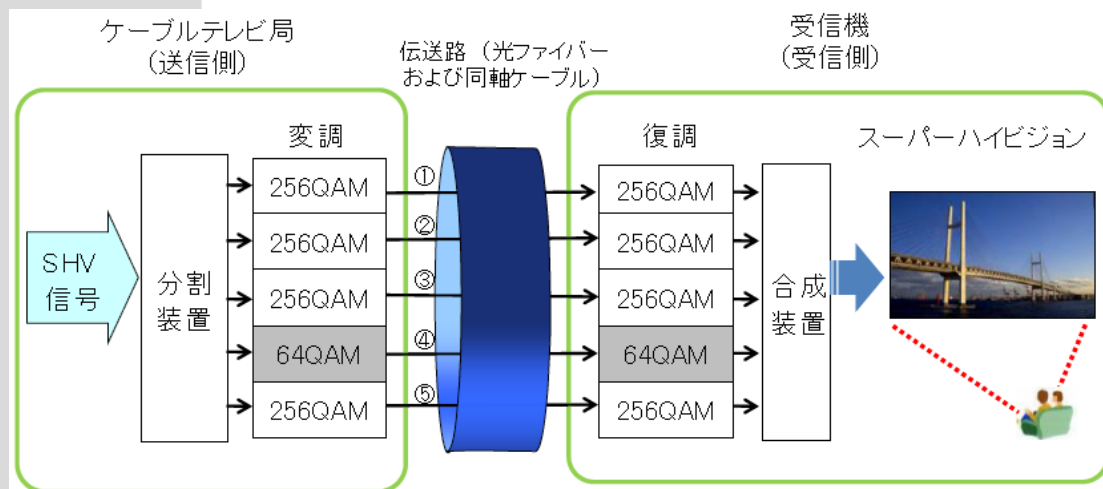 ケーブルテレビ局
(送信側)
伝送路（光ファイバー
および同軸ケーブル）
受信機
(受信側)
変調
復調
スーパーハイビジョン
SHV
信号
分割
装置
256QAM
256QAM
256QAM
64QAM
256QAM
①
②
③
④
⑤
256QAM
256QAM
256QAM
64QAM
256QAM
合成
装置